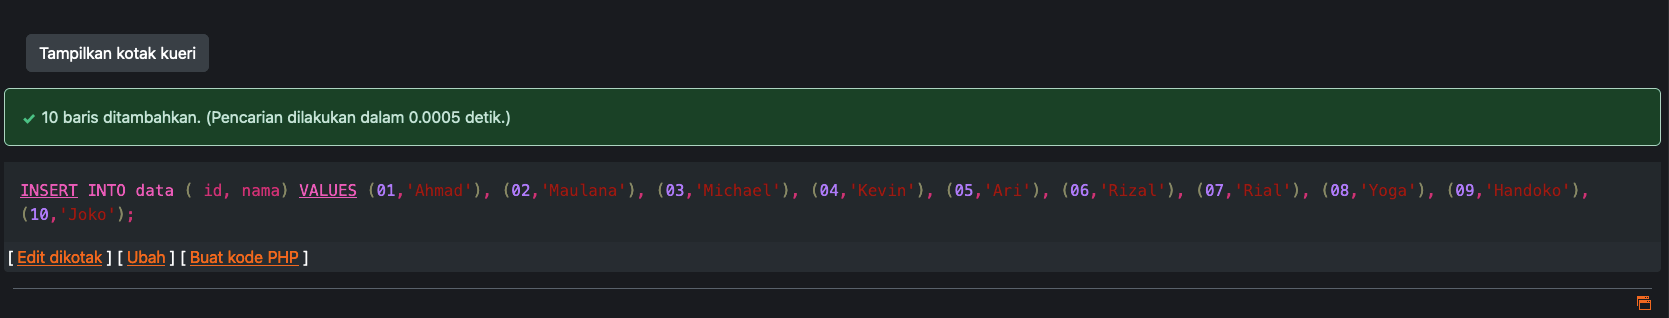 Tampilkan kotak kueri
10 baris ditambahkan. (Pencarian dilakukan dalam 0.0005 detik.)
INSERT INTO data ( id, nama) VALUES (01,'Ahmad'), (02,'Maulana'), (03,'Michael'), (04,'Kevin'), (05,'Ari'), (06,'Rizal'), (07,'Rial'), (08,'Yoga'), (09,'Handoko'),
(10,'Joko');
[ Edit dikotak ] [ Ubah ] [ Buat kode PHP ]